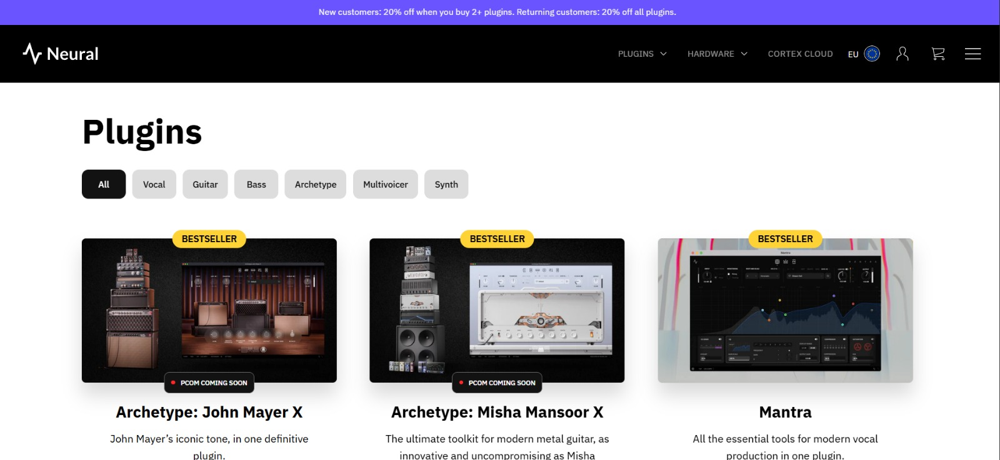 New customers: 20% off when you buy 2+ plugins. Returning customers: 20% off all plugins.
Neural
PLUGINS
HARDWARE
CORTEX CLOUD
EU
Plugins
All
Vocal
Guitar
Bass
Archetype
Multivoicer
Synth
BESTSELLER
BESTSELLER
BESTSELLER
Mantra
PCOM COMING SOON
PCOM COMING SOON
Archetype: John Mayer X
John Mayer’s iconic tone, in one definitive
plugin.
Archetype: Misha Mansoor X
The ultimate toolkit for modern metal guitar, as
innovative and uncompromising as Misha
Mantra
All the essential tools for modern vocal
production in one plugin.